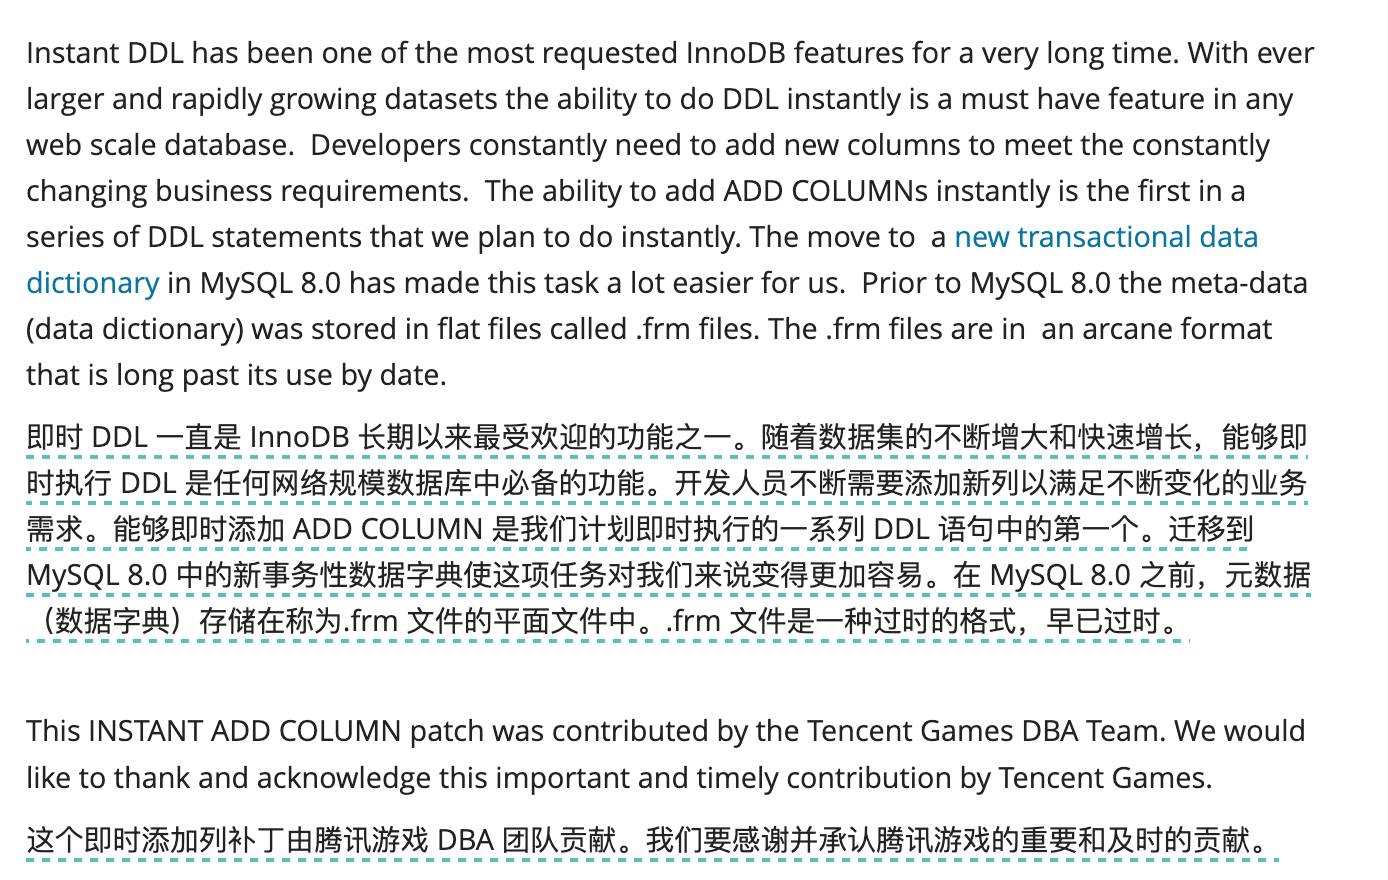 Instant DDL has been one of the most requested InnoDB features for a very long time. With ever
larger and rapidly growing datasets the ability to do DDL instantly is a must have feature in any
web scale database.  Developers constantly need to add new columns to meet the constantly
changing business requirements.  The ability to add ADD COLUMNs instantly is the first in a
series of DDL statements that we plan to do instantly. The move to  a new transactional data
dictionary in MySQL 8.0 has made this task a lot easier for us.  Prior to MySQL 8.0 the meta-data
(data dictionary) was stored in flat files called .frm files. The .frm files are in  an arcane format
that is long past its use by date.
即时 DDL 一直是 InnoDB 长期以来最受欢迎的功能之一。随着数据集的不断增大和快速增长，能够即
时执行 DDL 是任何网络规模数据库中必备的功能。开发人员不断需要添加新列以满足不断变化的业务
需求。能够即时添加 ADD COLUMN 是我们计划即时执行的一系列 DDL 语句中的第一个。迁移到
MySQL 8.0 中的新事务性数据字典使这项任务对我们来说变得更加容易。在 MySQL 8.0 之前，元数据
（数据字典）存储在称为.frm 文件的平面文件中。.frm 文件是一种过时的格式，早已过时。
This INSTANT ADD COLUMN patch was contributed by the Tencent Games DBA Team. We would
like to thank and acknowledge this important and timely contribution by Tencent Games.
这个即时添加列补丁由腾讯游戏 DBA 团队贡献。我们要感谢并承认腾讯游戏的重要和及时的贡献。